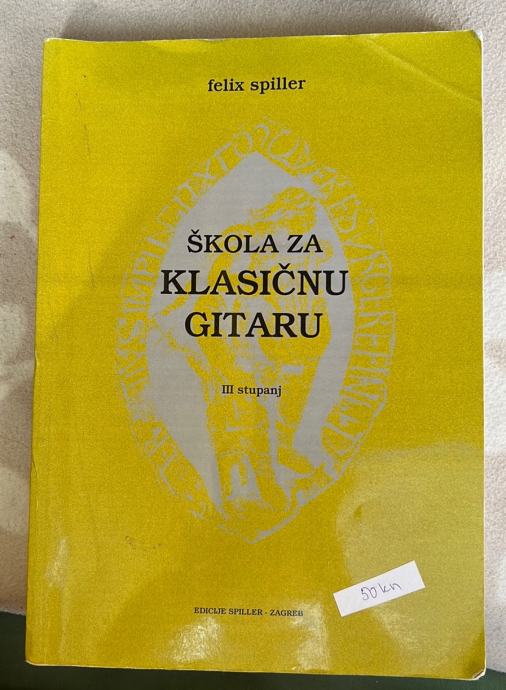 felix spiller
ŠKOLA ZA
KLASIČNU
GITARU
III stupanj
50kn
EDICIJE SPILLER - ZAGREB